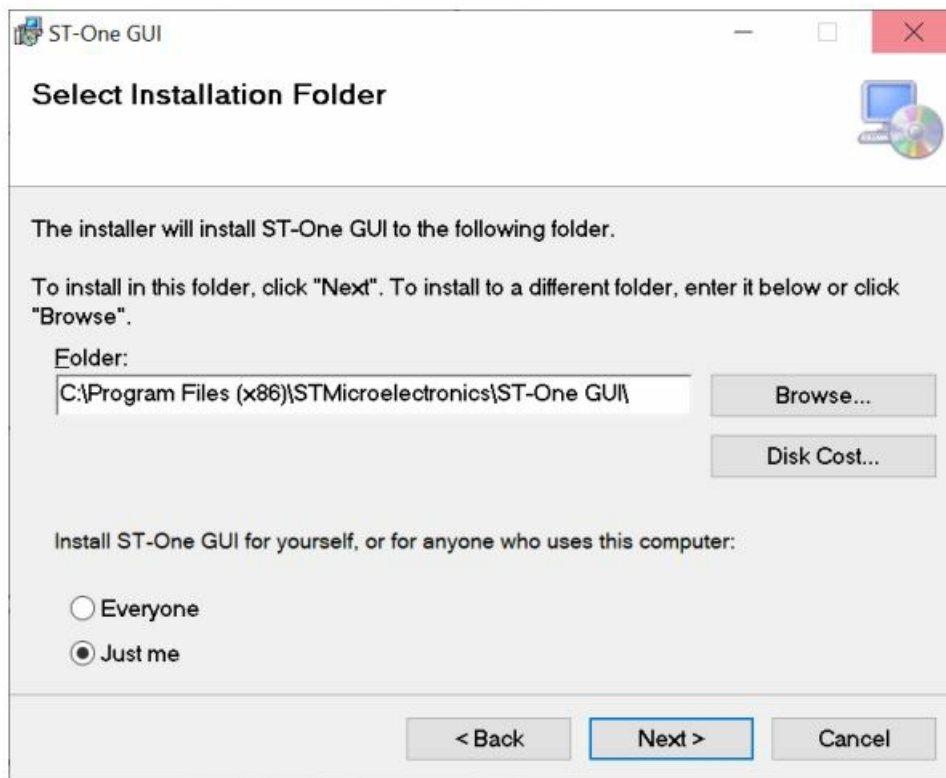 ST-One GUI
Select Installation Folder
The installer will install ST-One GUI to the following folder.
To install in this folder, click "Next". To install to a different folder, enter it below or click
"Browse".
Folder:
C:\Program Files (x86)\STMicroelectronics\ST-One GUI\
Browse...
Disk Cost...
Install ST-One GUI for yourself, or for anyone who uses this computer:
Everyone
Just me
< Back
Next >
Cancel